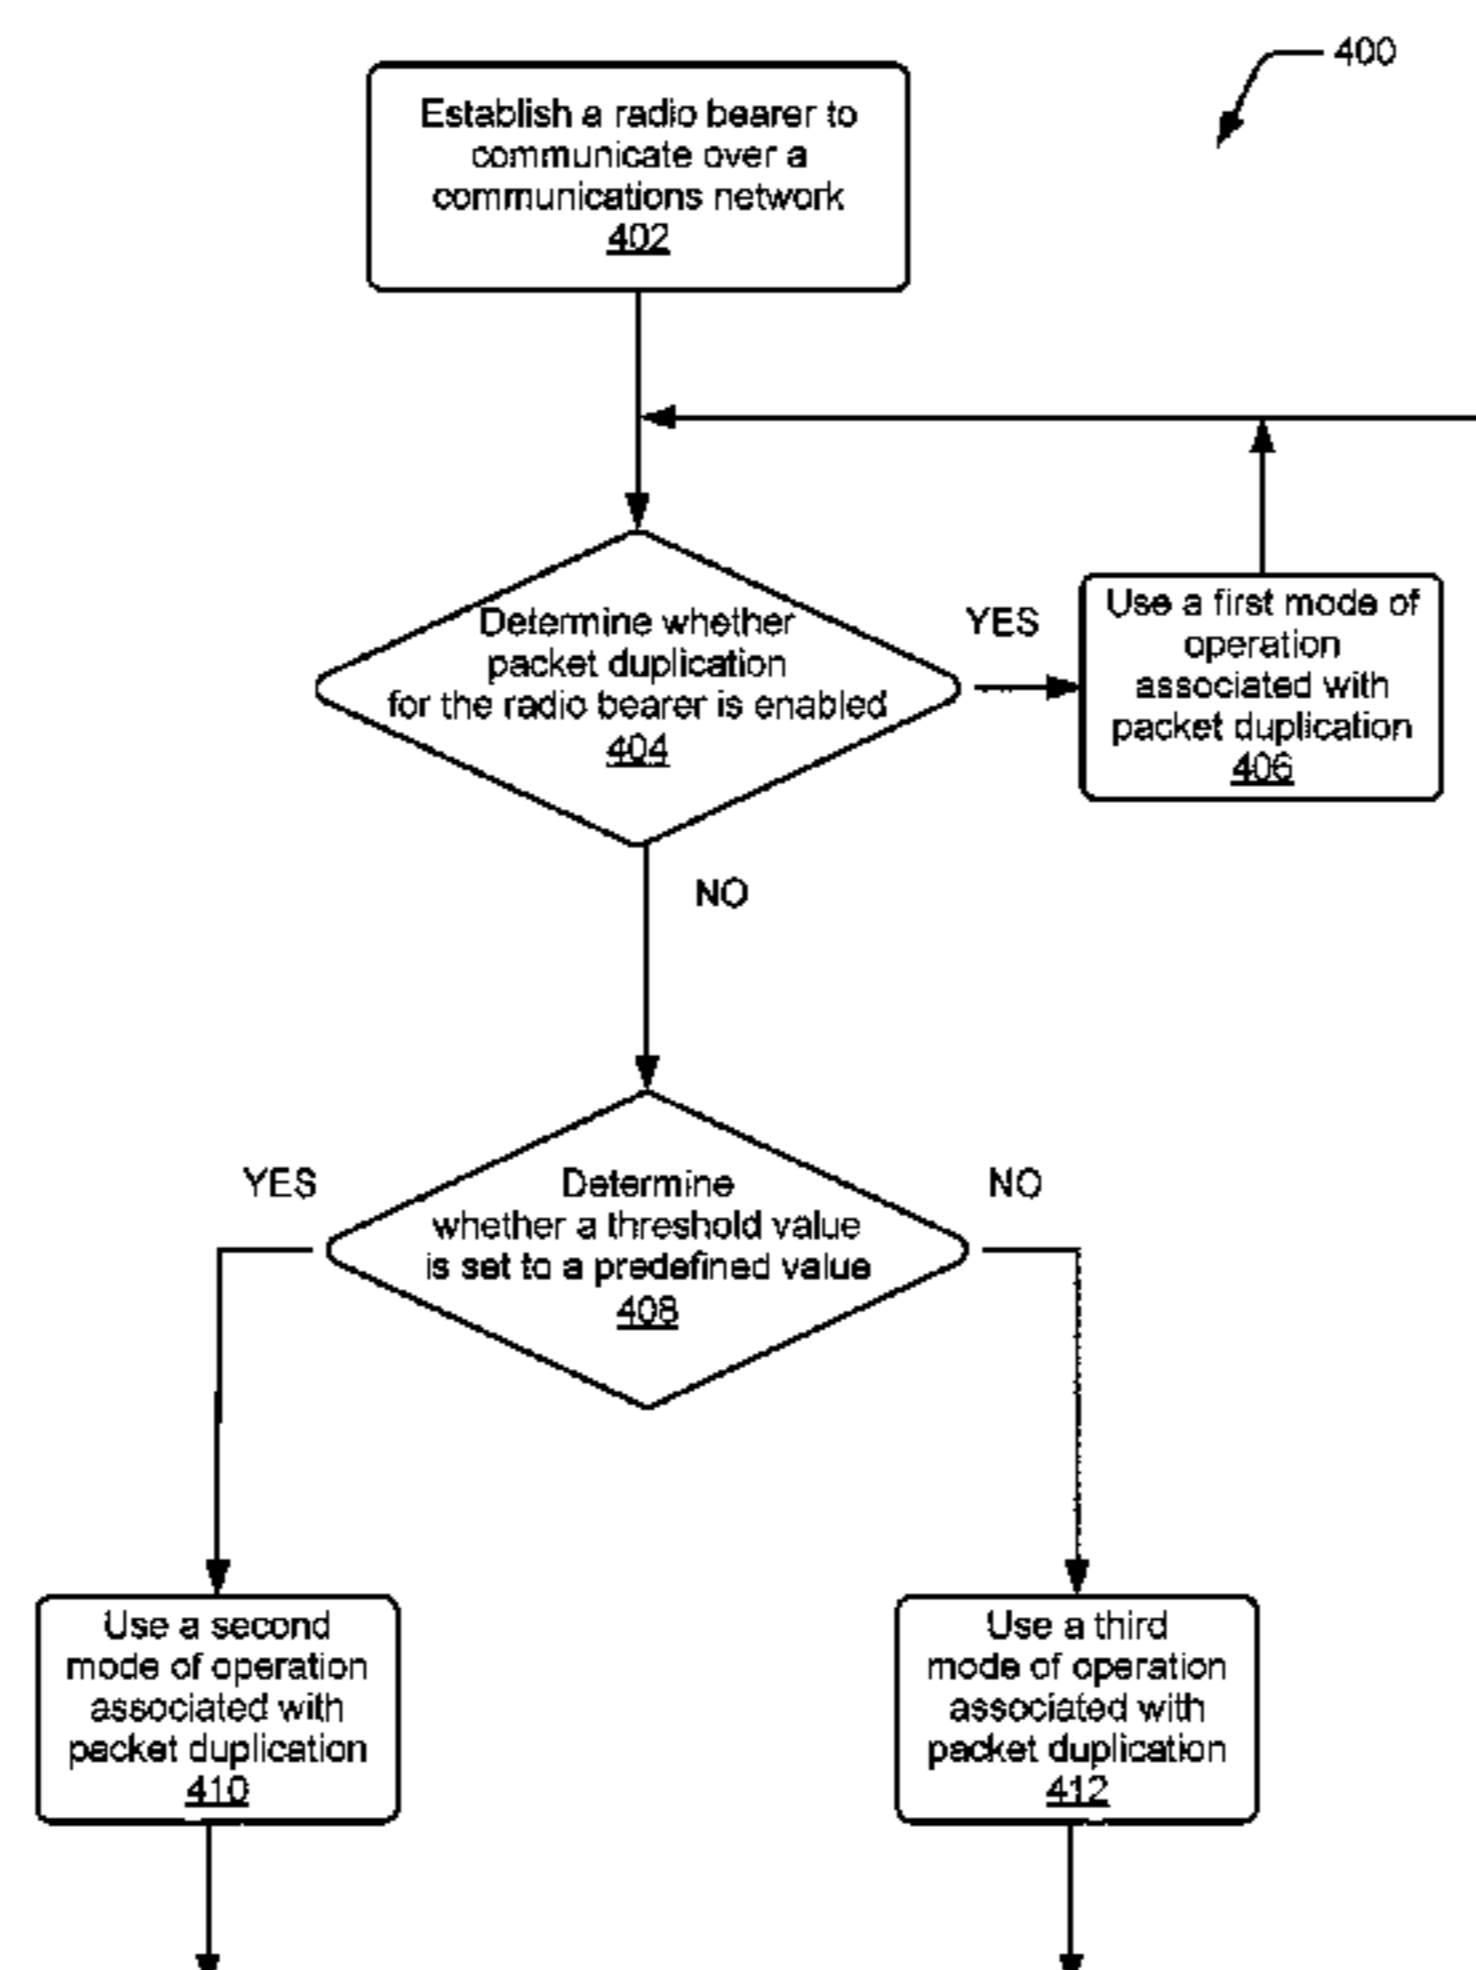 400
Establish a radio bearer to
communicate over a
communications network
402
Determine whether
packet duplication
for the radio bearer is enabled
404
YES
Use a first mode of
operation
associated with
packet duplication
406
NO
YES
Determine
whether a threshold value
is set to a predefined value
408
NO
Use a second
mode of operation
associated with
packet duplication
410
Use a third
mode of operation
associated with
packet duplication
412